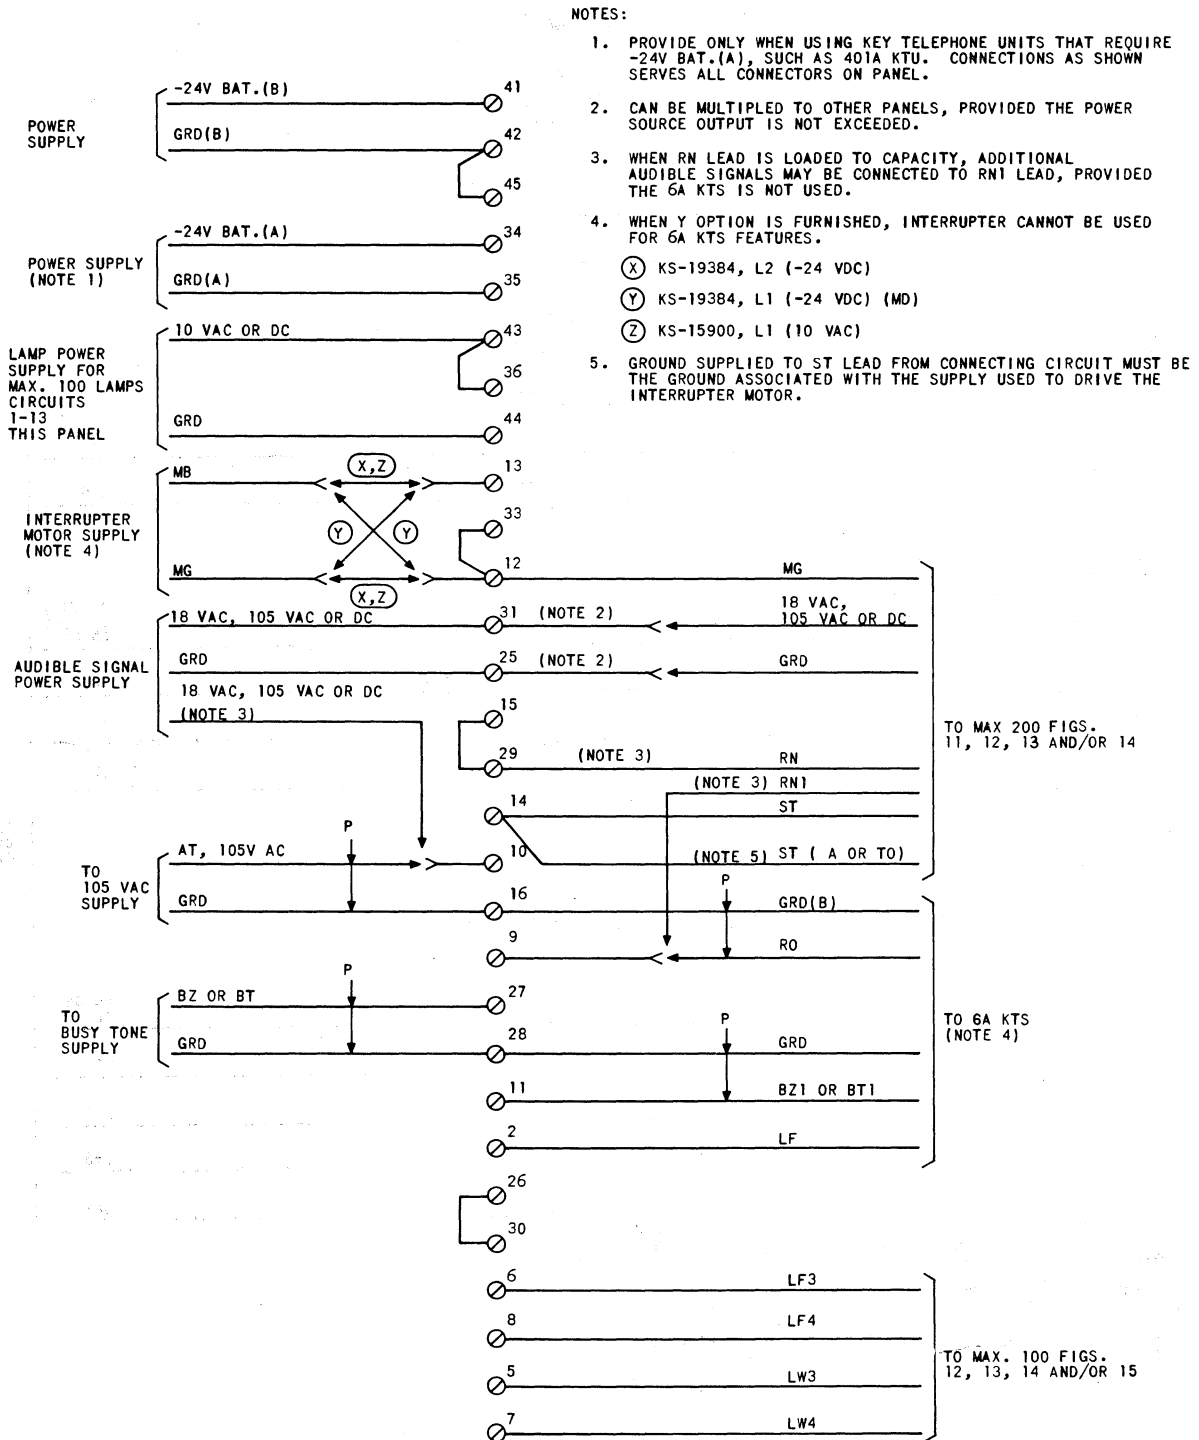 NOTES:
1. PROVIDE ONLY WHEN USING KEY TELEPHONE UNITS THAT REQUIRE
-24V BAT.(A), SUCH AS 401A KTU. CONNECTIONS AS SHOWN
SERVES ALL CONNECTORS ON PANEL.
2. CAN BE MULTIPLED TO OTHER PANELS, PROVIDED THE POWER
SOURCE OUTPUT IS NOT EXCEEDED.
3. WHEN RN LEAD IS LOADED TO CAPACITY, ADDITIONAL
AUDIBLE SIGNALS MAY BE CONNECTED TO RN1 LEAD, PROVIDED
THE 6A KTS IS NOT USED.
4. WHEN Y OPTION IS FURNISHED, INTERRUPTER CANNOT BE USED
FOR 6A KTS FEATURES.
X KS-19384, L2 (-24 VDC)
Y KS-19384, L1 (-24 VDC) (MD)
Z KS-15900, L1 (10 VAC)
5. GROUND SUPPLIED TO ST LEAD FROM CONNECTING CIRCUIT MUST BE
THE GROUND ASSOCIATED WITH THE SUPPLY USED TO DRIVE THE
INTERRUPTER MOTOR.
POWER
SUPPLY
-24V BAT.(B)
41
GRD(B)
42
45
POWER SUPPLY
(NOTE 1)
-24V BAT.(A)
34
GRD(A)
35
LAMP POWER
SUPPLY FOR
MAX. 100 LAMPS
CIRCUITS
1-13
THIS PANEL
10 VAC OR DC
43
36
GRD
44
INTERRUPTER
MOTOR SUPPLY
(NOTE 4)
MB
X,Z
13
Y
Y
33
MG
X,Z
12
MG
AUDIBLE SIGNAL
POWER SUPPLY
18 VAC, 105 VAC OR DC
31
(NOTE 2)
18 VAC,
105 VAC OR DC
GRD
25
(NOTE 2)
GRD
18 VAC, 105 VAC OR DC
(NOTE 3)
15
29
(NOTE 3)
RN
(NOTE 3) RN1
14
ST
10
(NOTE 5) ST ( A OR TO)
TO MAX 200 FIGS.
11, 12, 13 AND/OR 14
TO
105 VAC
SUPPLY
P
AT, 105V AC
GRD
16
P
GRD(B)
9
RO
TO
BUSY TONE
SUPPLY
P
BZ OR BT
27
GRD
28
P
GRD
11
BZ1 OR BT1
2
LF
TO 6A KTS
(NOTE 4)
26
30
6
LF3
8
LF4
5
LW3
7
LW4
TO MAX. 100 FIGS.
12, 13, 14 AND/OR 15